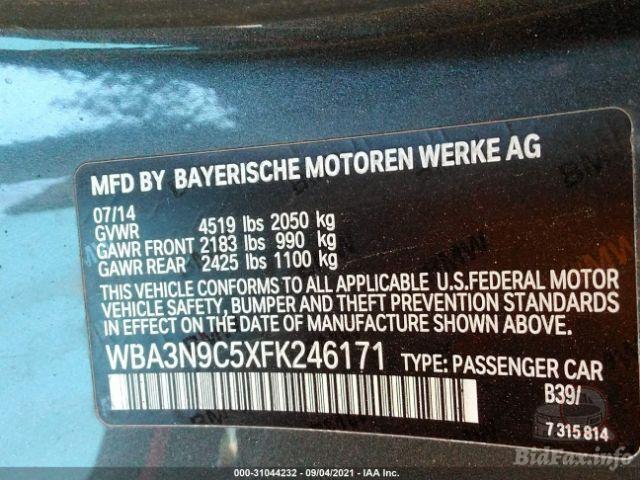 MFD BY BAYERISCHE MOTOREN WERKE AG
07/14
GVWR 4519 lbs 2050 kg
GAWR FRONT 2183 lbs 990 kg
GAWR REAR 2425 lbs 1100 kg
THIS VEHICLE CONFORMS TO ALL APPLICABLE U.S.FEDERAL MOTOR
VEHICLE SAFETY, BUMPER AND THEFT PREVENTION STANDARDS
IN EFFECT ON THE DATE OF MANUFACTURE SHOWN ABOVE.
WBA3N9C5XFK246171 TYPE: PASSENGER CAR
B39/
7 315 814
BidFax.info
000-31044232 - 09/04/2021 - IAA Inc.